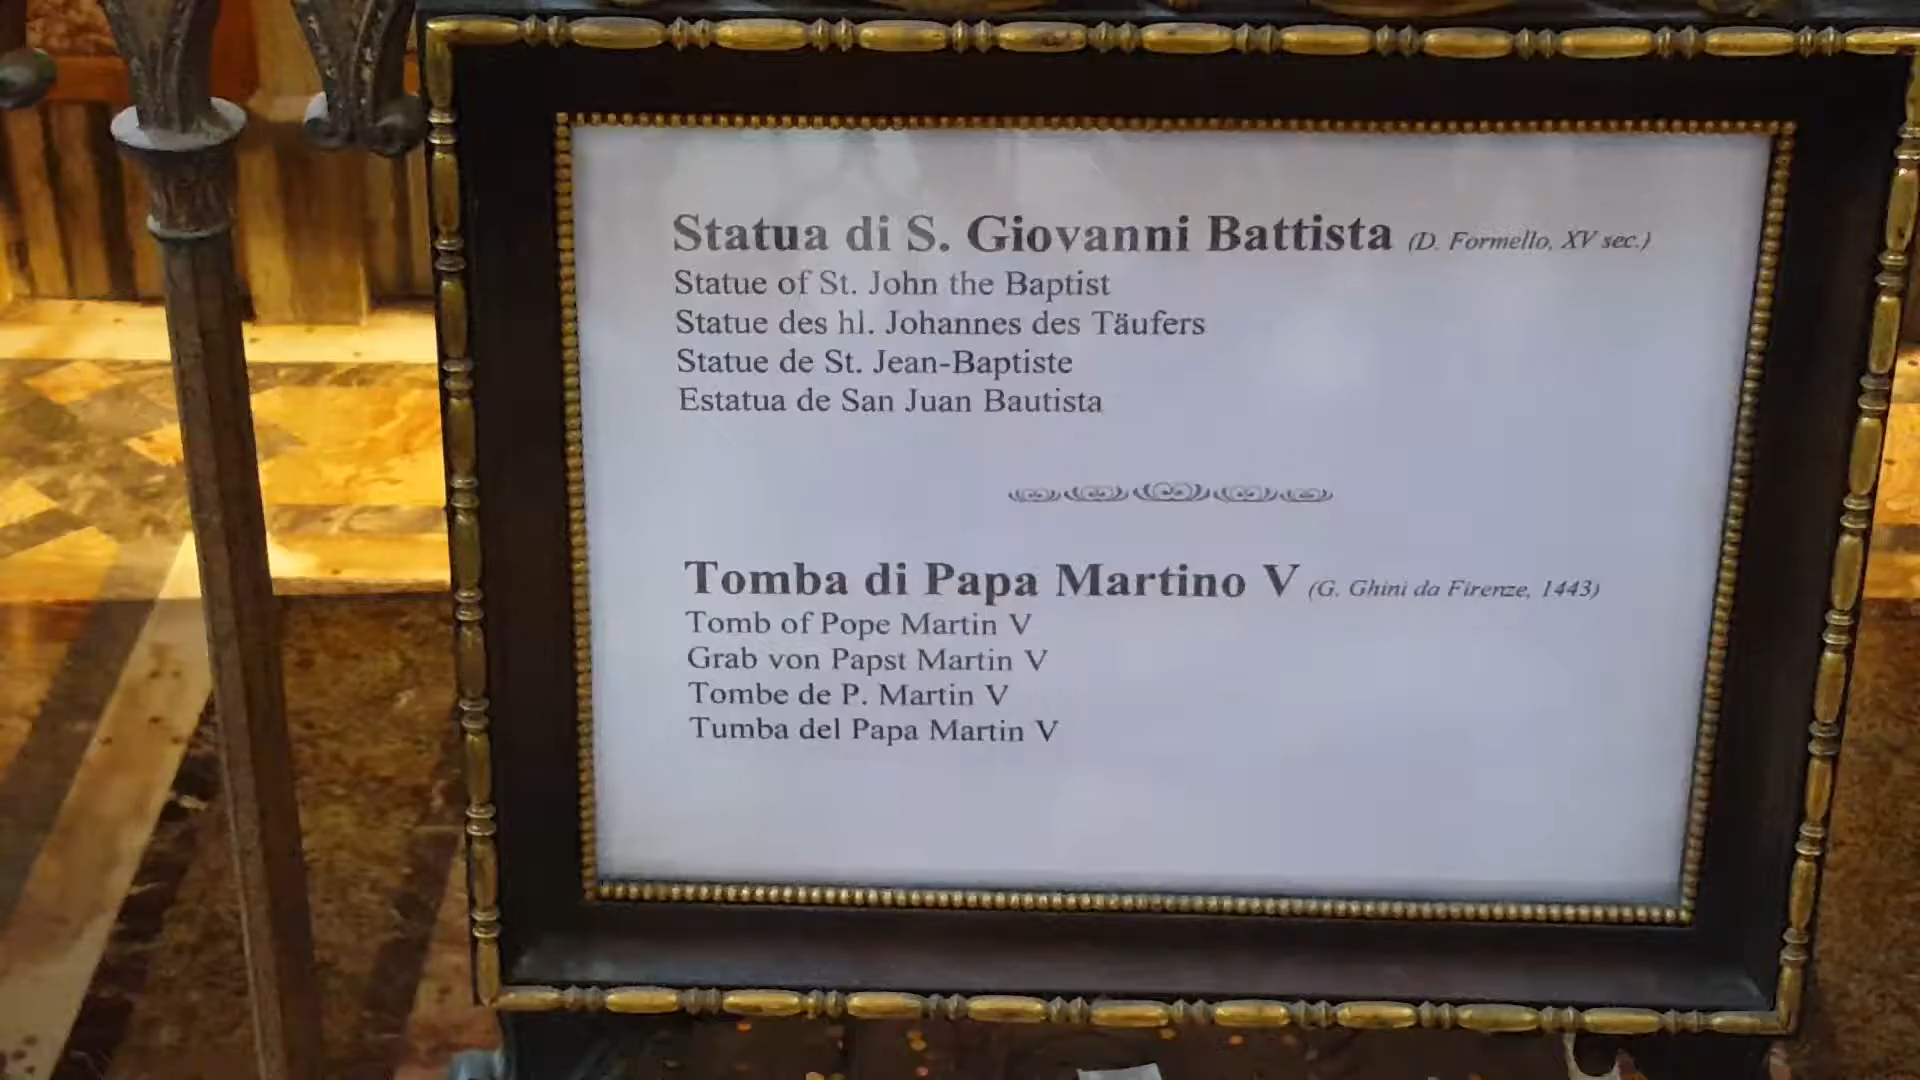 Statua di S. Giovanni Battista (D. Formello, XV sec.)
Statue of St. John the Baptist
Statue des hl. Johannes des Täufers
Statue de St. Jean-Baptiste
Estatua de San Juan Bautista
Tomba di Papa Martino V (G. Ghini da Firenze, 1443)
Tomb of Pope Martin V
Grab von Papst Martin V
Tombe de P. Martin V
Tumba del Papa Martin V